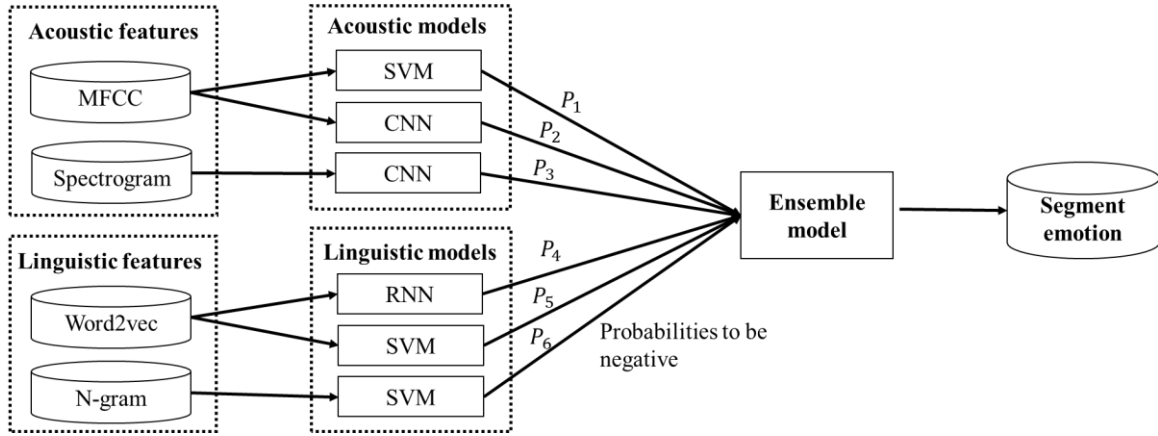 Acoustic features
MFCC
Spectrogram
Acoustic models
SVM
CNN
CNN
P1
P2
P3
Linguistic features
Word2vec
N-gram
Linguistic models
RNN
SVM
SVM
P4
P5
P6
Probabilities to be
negative
Ensemble
model
Segment
emotion